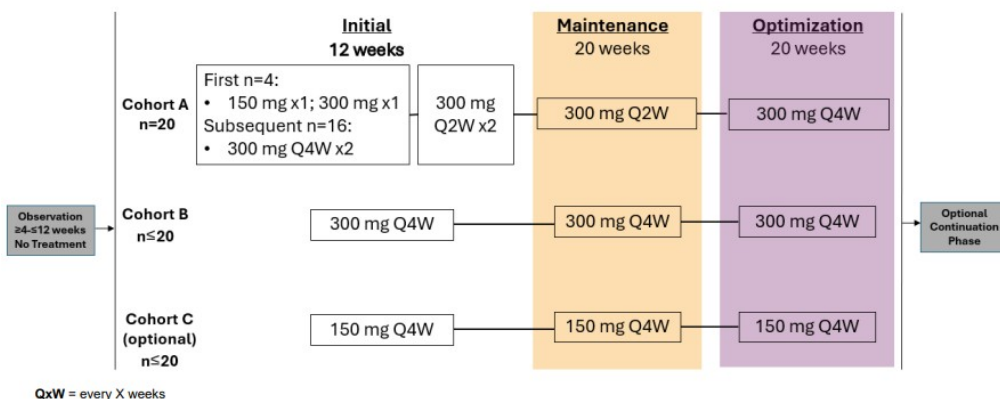 Initial
12 weeks
Maintenance
20 weeks
Optimization
20 weeks
Cohort A
n=20
First n=4:
• 150 mg x1; 300 mg x1
Subsequent n=16:
• 300 mg Q4W x2
300 mg
Q2W x2
300 mg Q2W
300 mg Q4W
Observation
≥4-≤12 weeks
No Treatment
Cohort B
n≤20
300 mg Q4W
300 mg Q4W
300 mg Q4W
Optional
Continuation
Phase
Cohort C
(optional)
n≤20
150 mg Q4W
150 mg Q4W
150 mg Q4W
QxW = every X weeks